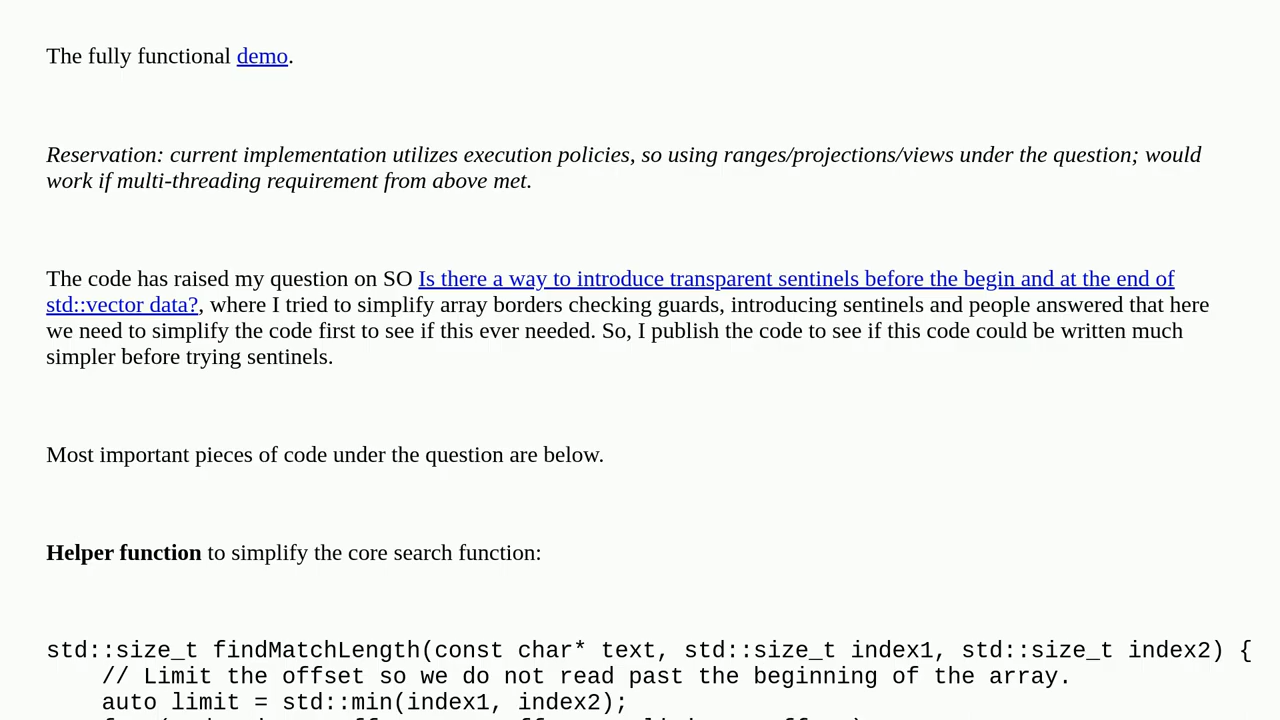 The fully functional demo.
Reservation: current implementation utilizes execution policies, so using ranges/projections/views under the question; would
work if multi-threading requirement from above met.
The code has raised my question on SO Is there a way to introduce transparent sentinels before the begin and at the end of
std::vector data?, where I tried to simplify array borders checking guards, introducing sentinels and people answered that here
we need to simplify the code first to see if this ever needed. So, I publish the code to see if this code could be written much
simpler before trying sentinels.
Most important pieces of code under the question are below.
Helper function to simplify the core search function:
std::size_t findMatchLength(const char* text, std::size_t index1, std::size_t index2) {
    // Limit the offset so we do not read past the beginning of the array.
    auto limit = std::min(index1, index2);